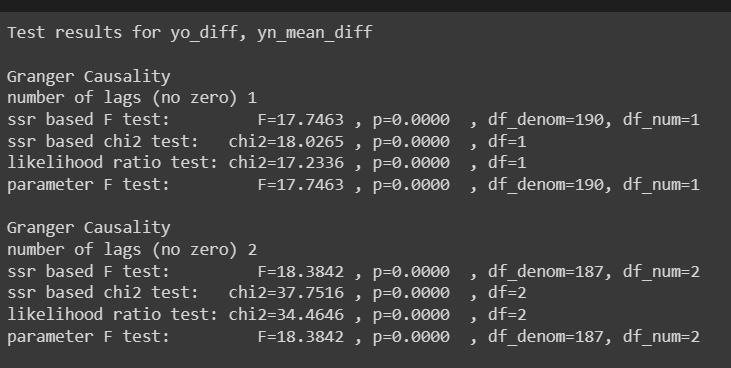 Test results for yo_diff, yn_mean_diff
Granger Causality
number of lags (no zero) 1
ssr based F test:         F=17.7463 , p=0.0000  , df_denom=190, df_num=1
ssr based chi2 test:   chi2=18.0265 , p=0.0000  , df=1
likelihood ratio test: chi2=17.2336 , p=0.0000  , df=1
parameter F test:         F=17.7463 , p=0.0000  , df_denom=190, df_num=1
Granger Causality
number of lags (no zero) 2
ssr based F test:         F=18.3842 , p=0.0000  , df_denom=187, df_num=2
ssr based chi2 test:   chi2=37.7516 , p=0.0000  , df=2
likelihood ratio test: chi2=34.4646 , p=0.0000  , df=2
parameter F test:         F=18.3842 , p=0.0000  , df_denom=187, df_num=2